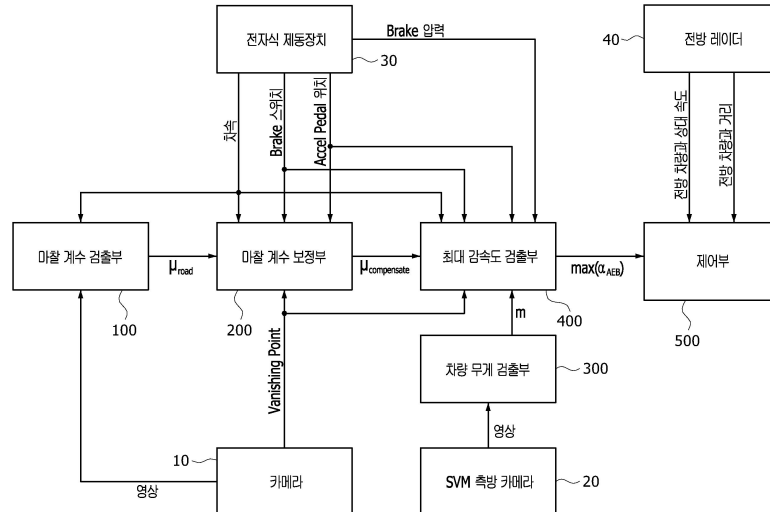 전자식 제동장치
30
Brake 압력
40
전방 레이더
차속
Brake 스위치
Accel Pedal 위치
전방 차량과 상대 속도
전방 차량과 거리
마찰 계수 검출부
100
μroad
마찰 계수 보정부
200
μcompensate
최대 감속도 검출부
400
max(αAEB)
제어부
500
m
차량 무게 검출부
300
Vanishing Point
영상
10
카메라
영상
SVM 측방 카메라
20